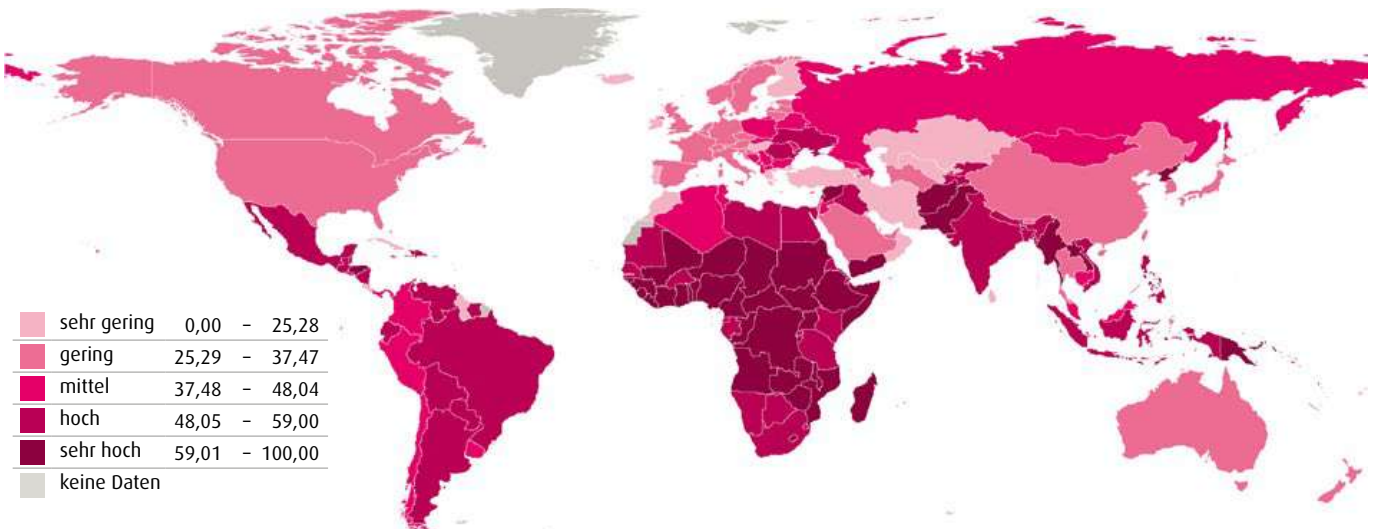 sehr gering 0,00 – 25,28
gering 25,29 – 37,47
mittel 37,48 – 48,04
hoch 48,05 – 59,00
sehr hoch 59,01 – 100,00
keine Daten